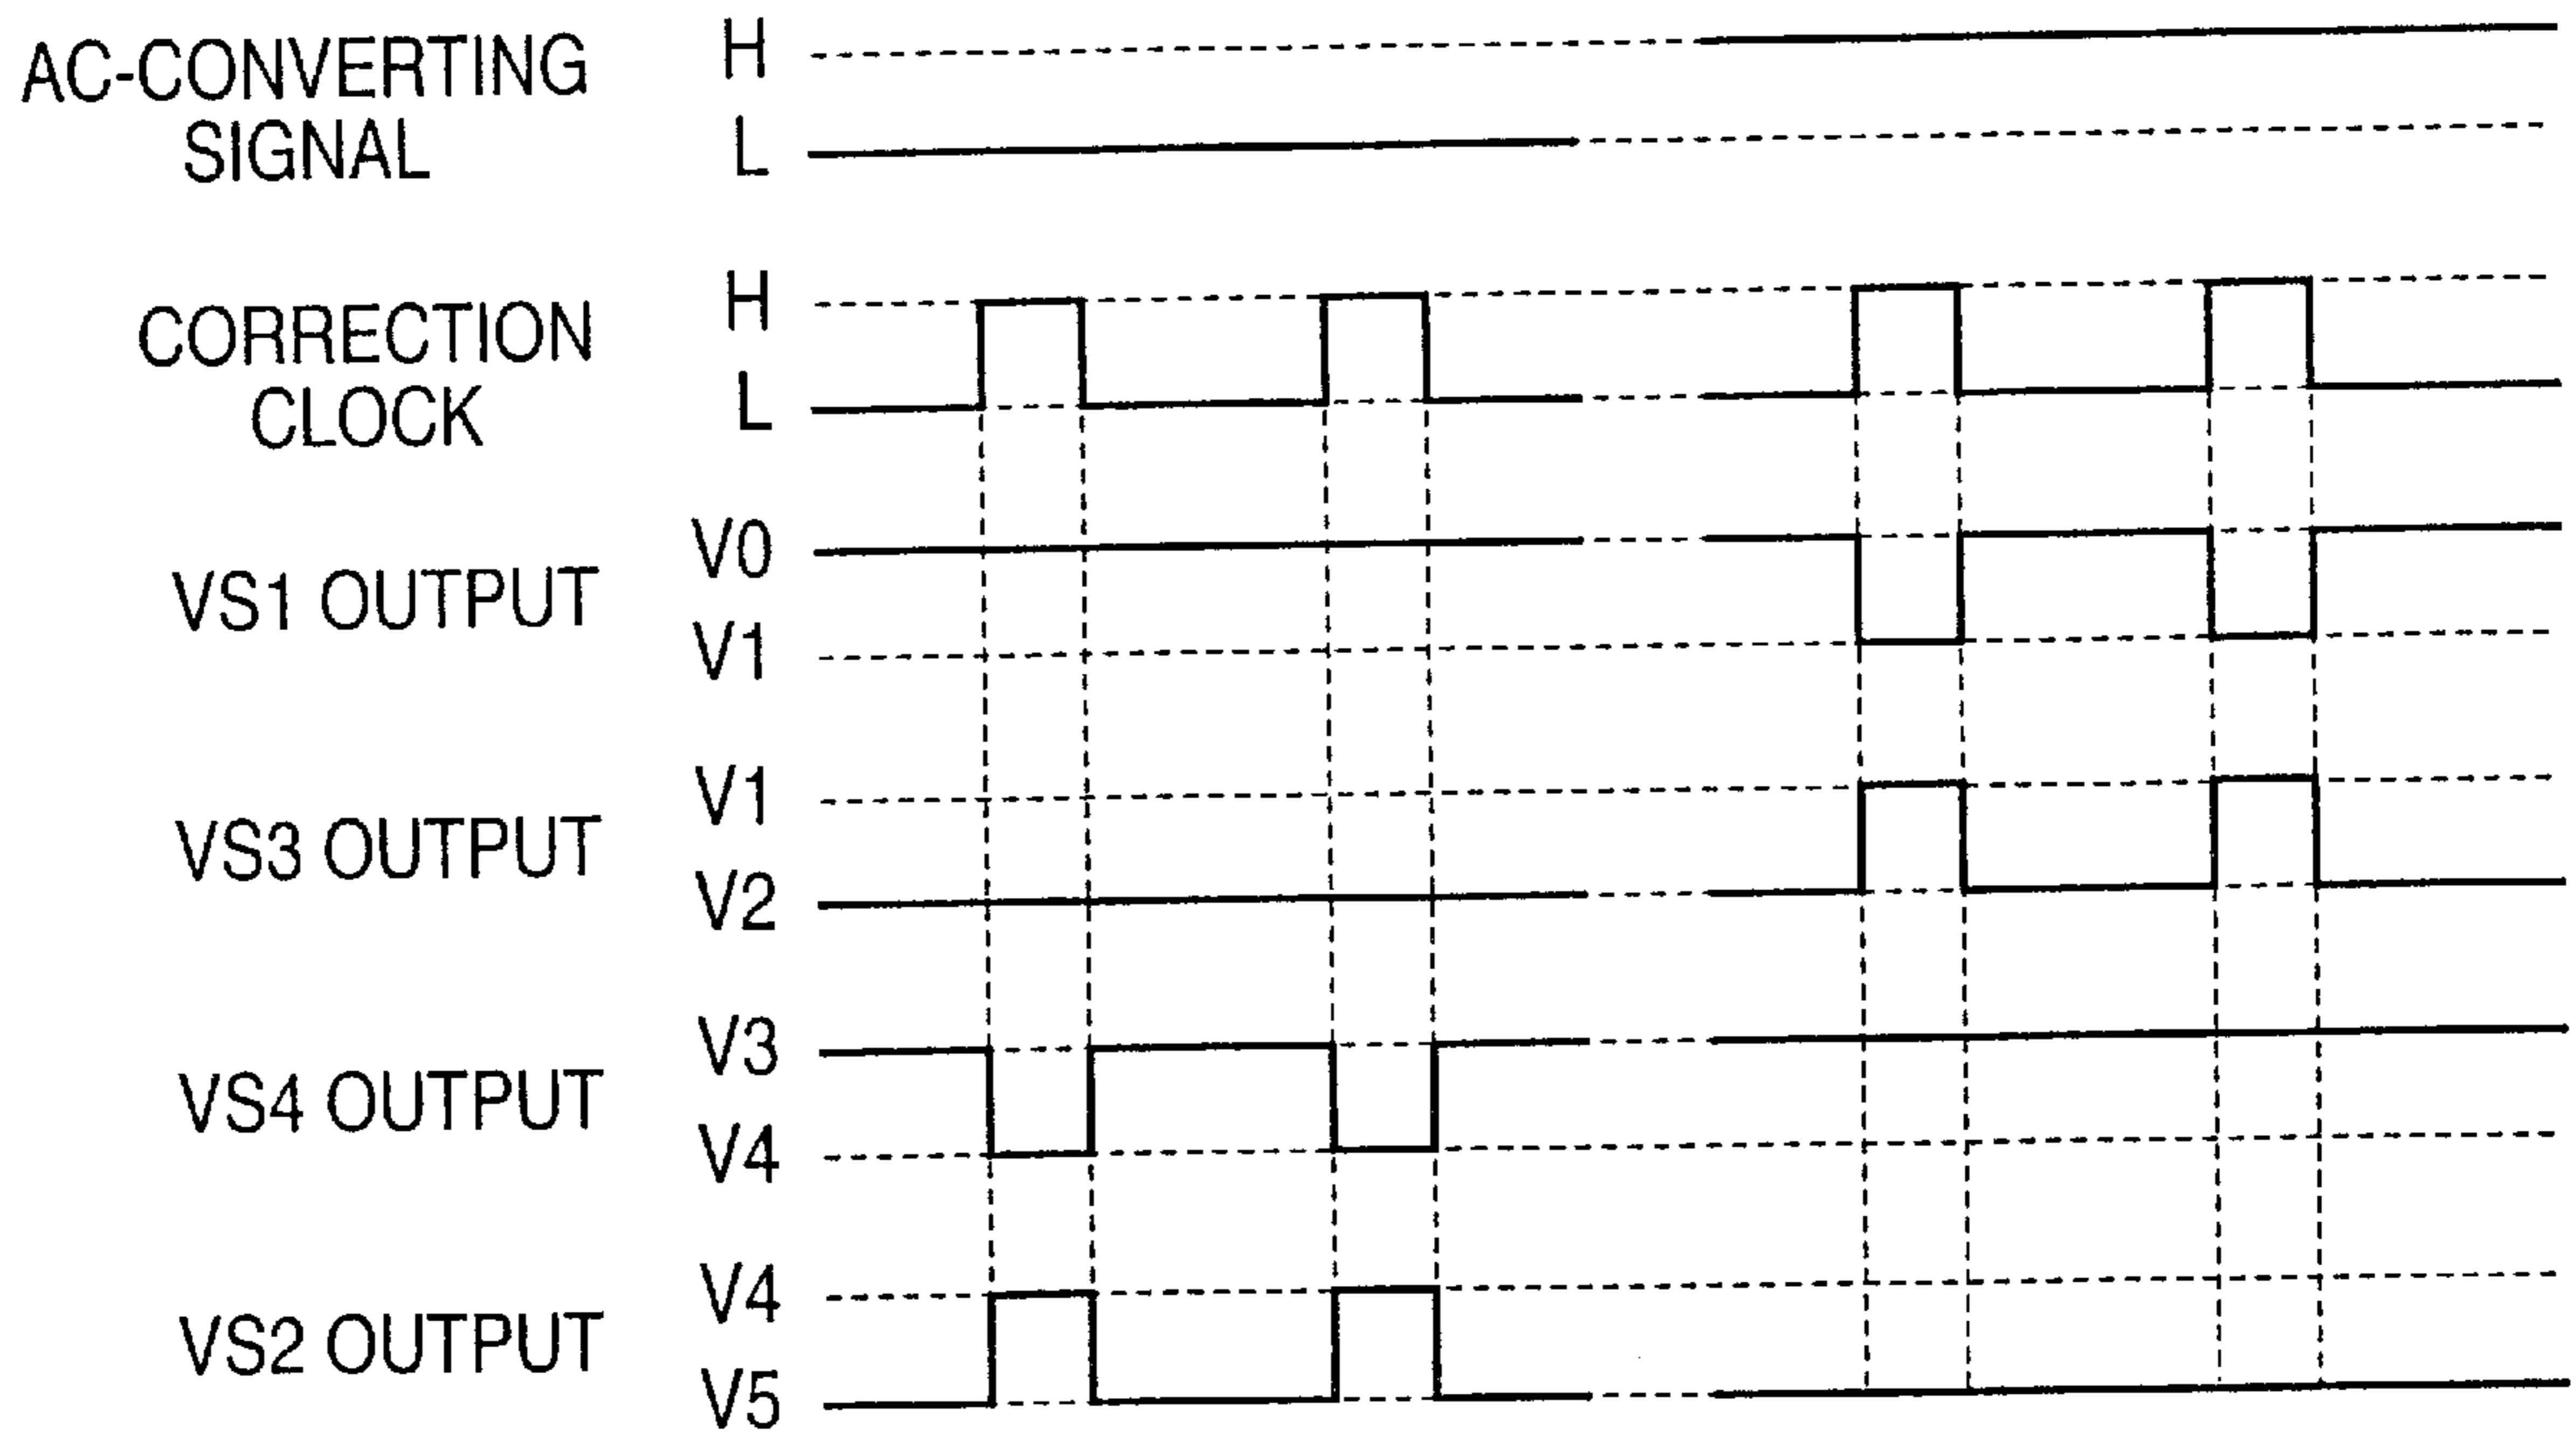 AC-CONVERTING
SIGNAL
H
L
CORRECTION
CLOCK
H
L
VS1 OUTPUT
V0
V1
VS3 OUTPUT
V1
V2
VS4 OUTPUT
V3
V4
VS2 OUTPUT
V4
V5